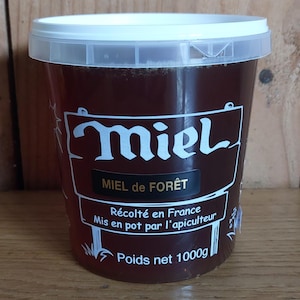 Miel
MIEL de FORÊT
Récolté en France
Mis en pot par l'apiculteur
Poids net 1000g